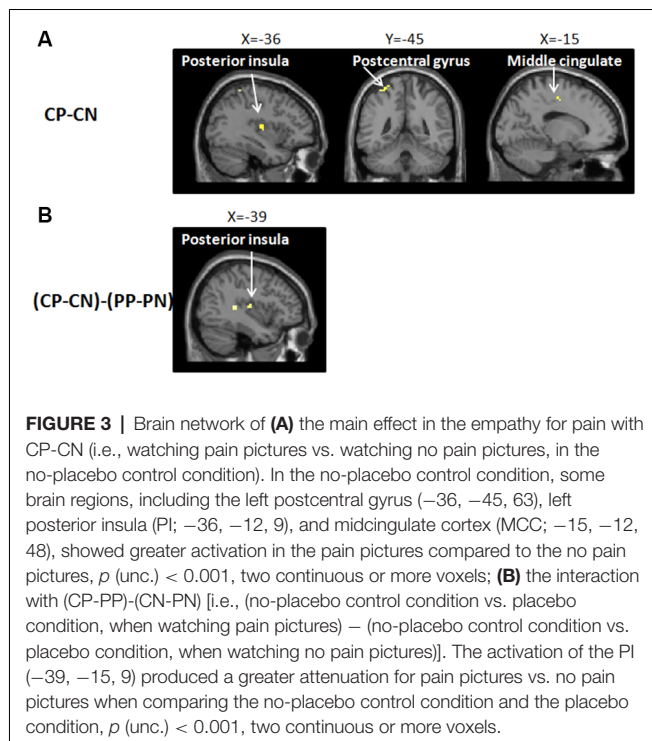 A
X=-36
Y=-45
X=-15
Posterior insula
Postcentral gyrus
Middle cingulate
CP-CN
B
X=-39
Posterior insula
(CP-CN)-(PP-PN)
FIGURE 3 | Brain network of (A) the main effect in the empathy for pain with
CP-CN (i.e., watching pain pictures vs. watching no pain pictures, in the
no-placebo control condition). In the no-placebo control condition, some
brain regions, including the left postcentral gyrus (−36, −45, 63), left
posterior insula (PI; −36, −12, 9), and midcingulate cortex (MCC; −15, −12,
48), showed greater activation in the pain pictures compared to the no pain
pictures, p (unc.) < 0.001, two continuous or more voxels; (B) the interaction
with (CP-PP)-(CN-PN) [i.e., (no-placebo control condition vs. placebo
condition, when watching pain pictures) − (no-placebo control condition vs.
placebo condition, when watching no pain pictures)]. The activation of the PI
(−39, −15, 9) produced a greater attenuation for pain pictures vs. no pain
pictures when comparing the no-placebo control condition and the placebo
condition, p (unc.) < 0.001, two continuous or more voxels.